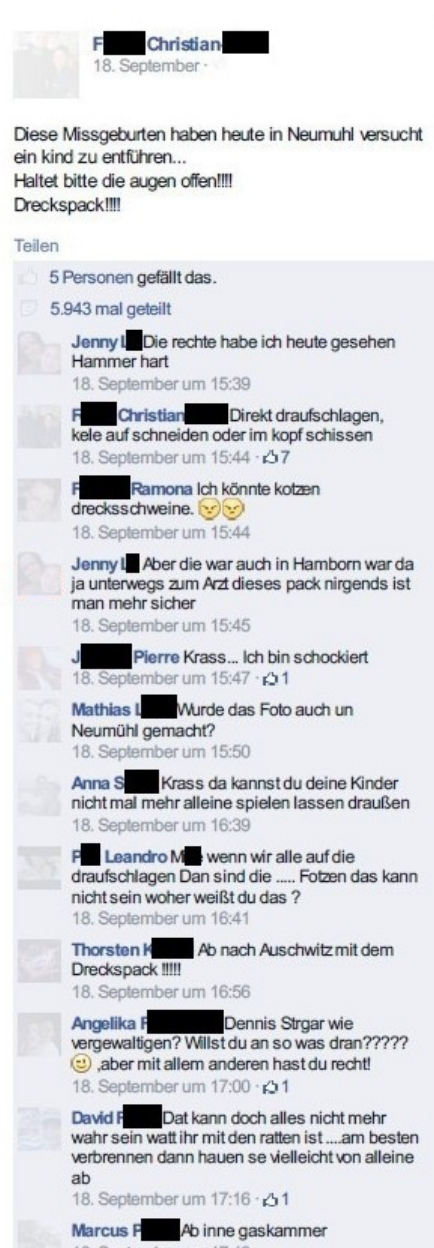 F Christian
18. September ·
Diese Missgeburten haben heute in Neumuhl versucht
ein kind zu entführen...
Haltet bitte die augen offen!!!!
Dreckspack!!!!
Teilen
5 Personen gefällt das.
5.943 mal geteilt
Jenny L Die rechte habe ich heute gesehen
Hammer hart
18. September um 15:39
F Christian Direkt draufschlagen,
kele auf schneiden oder im kopf schissen
18. September um 15:44 · 7
F Ramona Ich könnte kotzen
drecksschweine.
18. September um 15:44
Jenny L Aber die war auch in Hamborn war da
ja unterwegs zum Arzt dieses pack nirgends ist
man mehr sicher
18. September um 15:45
J Pierre Krass... Ich bin schockiert
18. September um 15:47 · 1
Mathias L Wurde das Foto auch un
Neumühl gemacht?
18. September um 15:50
Anna S Krass da kannst du deine Kinder
nicht mal mehr alleine spielen lassen draußen
18. September um 16:39
P Leandro M wenn wir alle auf die
draufschlagen Dan sind die ..... Fotzen das kann
nicht sein woher weißt du das ?
18. September um 16:41
Thorsten K Ab nach Auschwitz mit dem
Dreckspack !!!!!
18. September um 16:56
Angelika F Dennis Strgar wie
vergewaltigen? Willst du an so was dran?????
,aber mit allem anderen hast du recht!
18. September um 17:00 · 1
David F Dat kann doch alles nicht mehr
wahr sein watt ihr mit den ratten ist ....am besten
verbrennen dann hauen se vielleicht von alleine
ab
18. September um 17:16 · 1
Marcus P Ab inne gaskammer